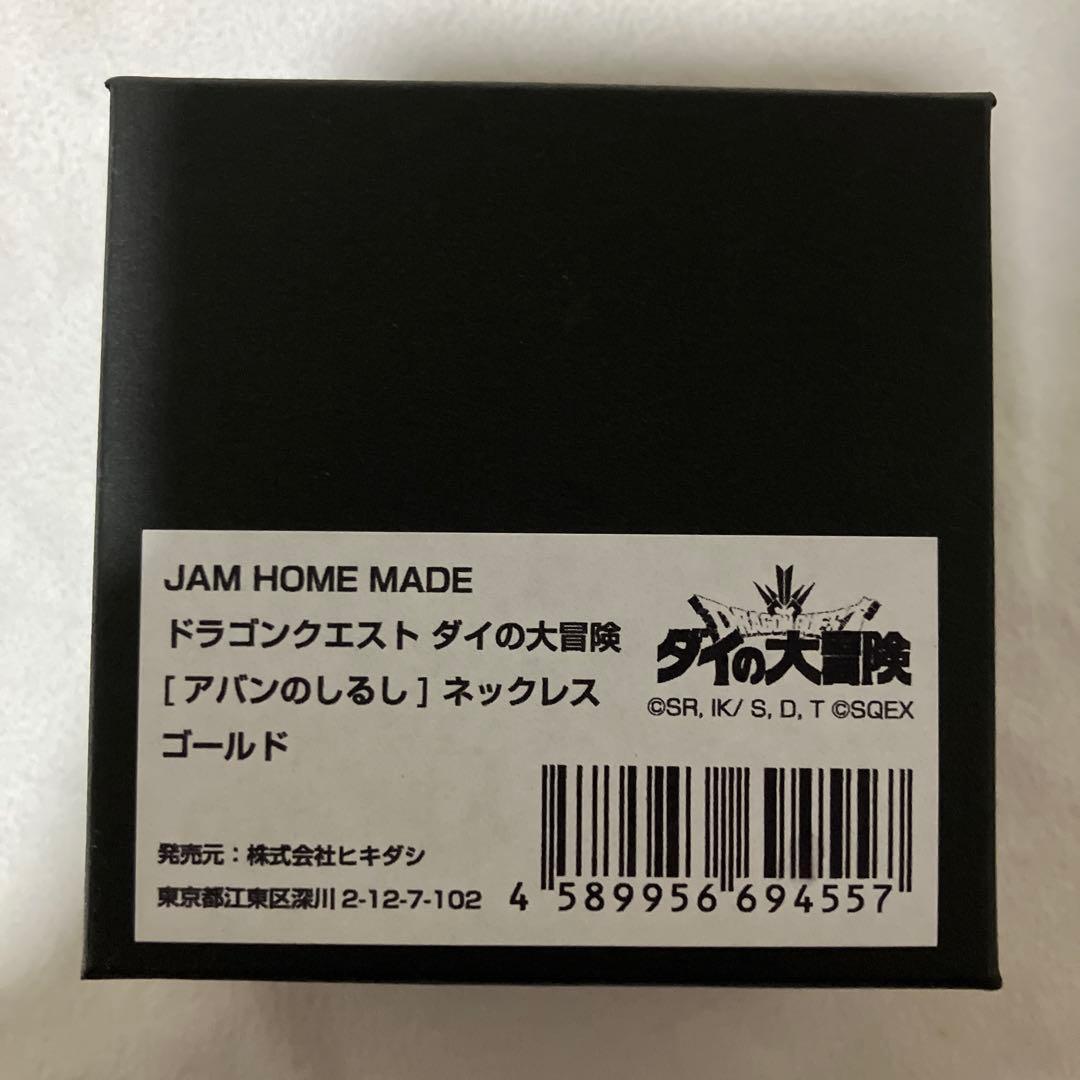 JAM HOME MADE
ドラゴンクエスト ダイの大冒険
[ アバンのしるし ] ネックレス
ゴールド
DRAGON QUEST
ダイの大冒険
©SR, IK/ S, D, T ©SQEX
発売元：株式会社ヒキダシ
東京都江東区深川 2-12-7-102
4 589956 694557